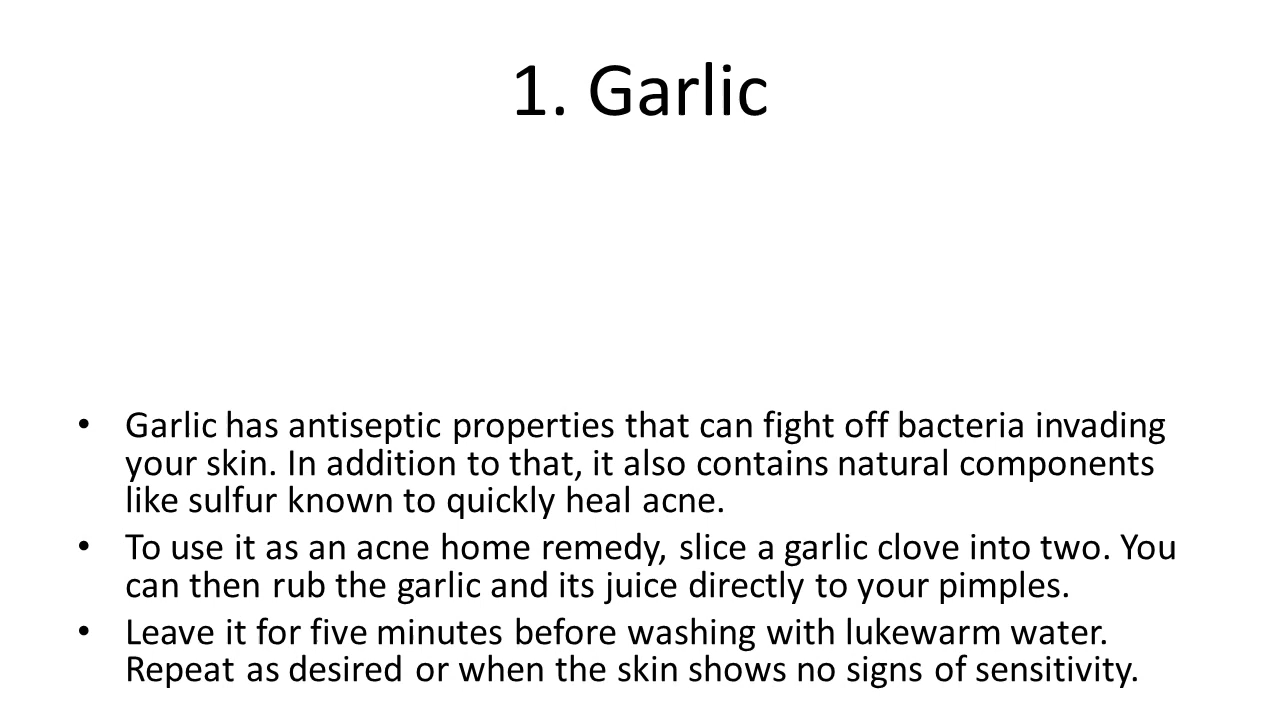 1. Garlic
• Garlic has antiseptic properties that can fight off bacteria invading
your skin. In addition to that, it also contains natural components
like sulfur known to quickly heal acne.
• To use it as an acne home remedy, slice a garlic clove into two. You
can then rub the garlic and its juice directly to your pimples.
• Leave it for five minutes before washing with lukewarm water.
Repeat as desired or when the skin shows no signs of sensitivity.